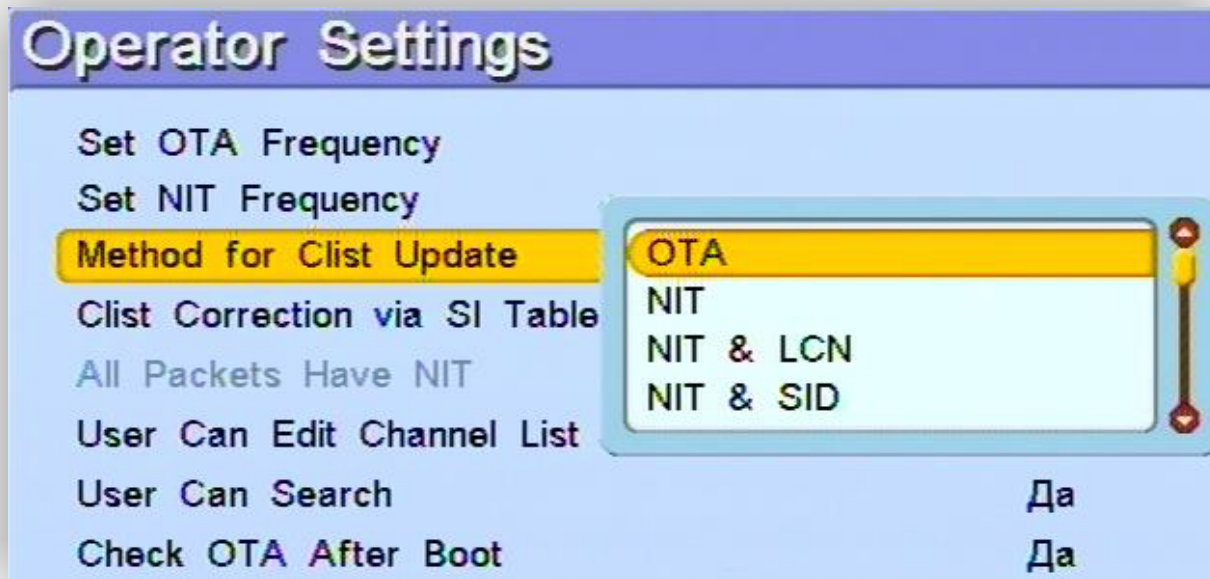 Operator Settings
Set OTA Frequency
Set NIT Frequency
Method for Clist Update
OTA
NIT
NIT & LCN
NIT & SID
Clist Correction via SI Table
All Packets Have NIT
User Can Edit Channel List
User Can Search Да
Check OTA After Boot Да